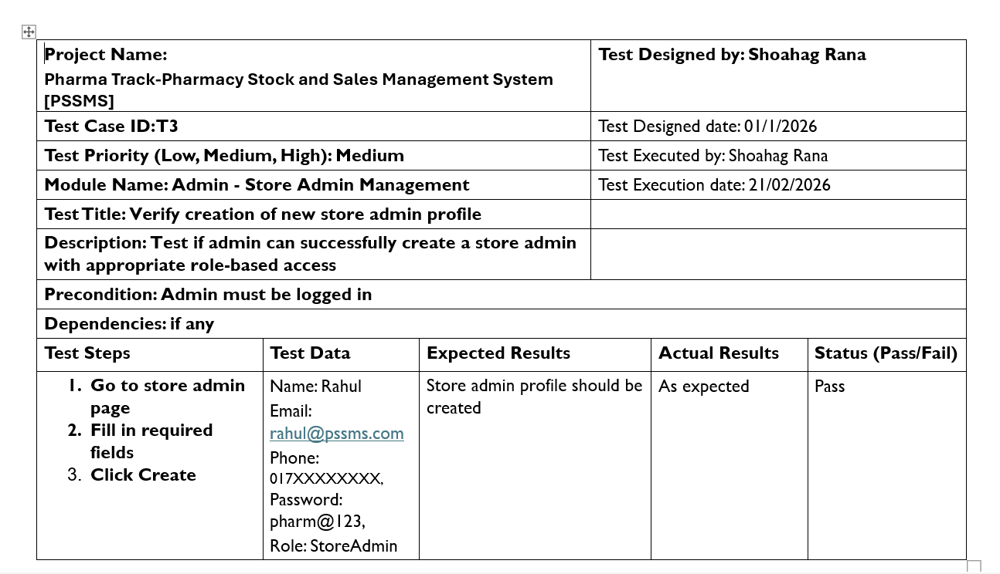 Project Name:
Test Designed by: Shoahag Rana
Pharma Track-Pharmacy Stock and Sales Management System
[PSSMS]
Test Case ID:T3
Test Designed date: 01/1/2026
Test Priority (Low, Medium, High): Medium
Test Executed by: Shoahag Rana
Module Name: Admin - Store Admin Management
Test Execution date: 21/02/2026
Test Title: Verify creation of new store admin profile
Description: Test if admin can successfully create a store admin
with appropriate role-based access
Precondition: Admin must be logged in
Dependencies: if any
Test Steps
Test Data
Expected Results
Actual Results
Status (Pass/Fail)
1. Go to store admin
page
2. Fill in required
fields
3. Click Create
Name: Rahul
Email:
rahul@pssms.com
Phone:
017XXXXXXXX,
Password:
pharm@123,
Role: StoreAdmin
Store admin profile should be
created
As expected
Pass